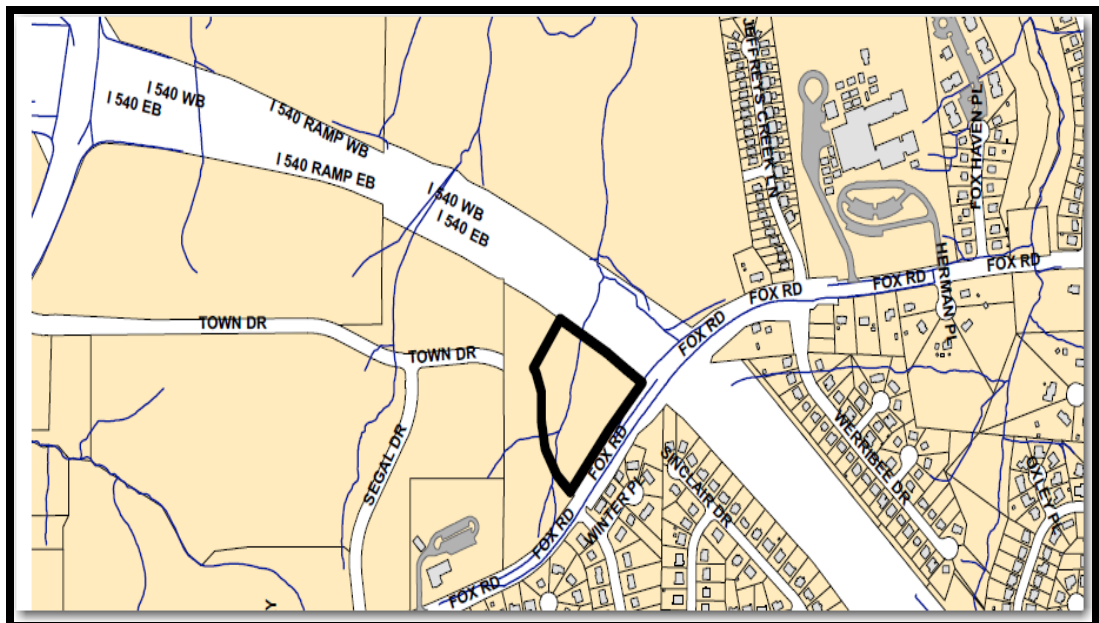 JEFFREYS CREEK LN
I 540 WB
I 540 EB
I 540 RAMP WB
I 540 RAMP EB
FOX HAVEN PL
I 540 WB
I 540 EB
HERMAN PL
FOX RD
FOX RD
FOX RD
FOX RD
TOWN DR
TOWN DR
SEGAL DR
FOX RD
WERRIBEE DR
SINCLAIR DR
OXLEY PL
WINTER PL
FOX RD
FOX RD
Y